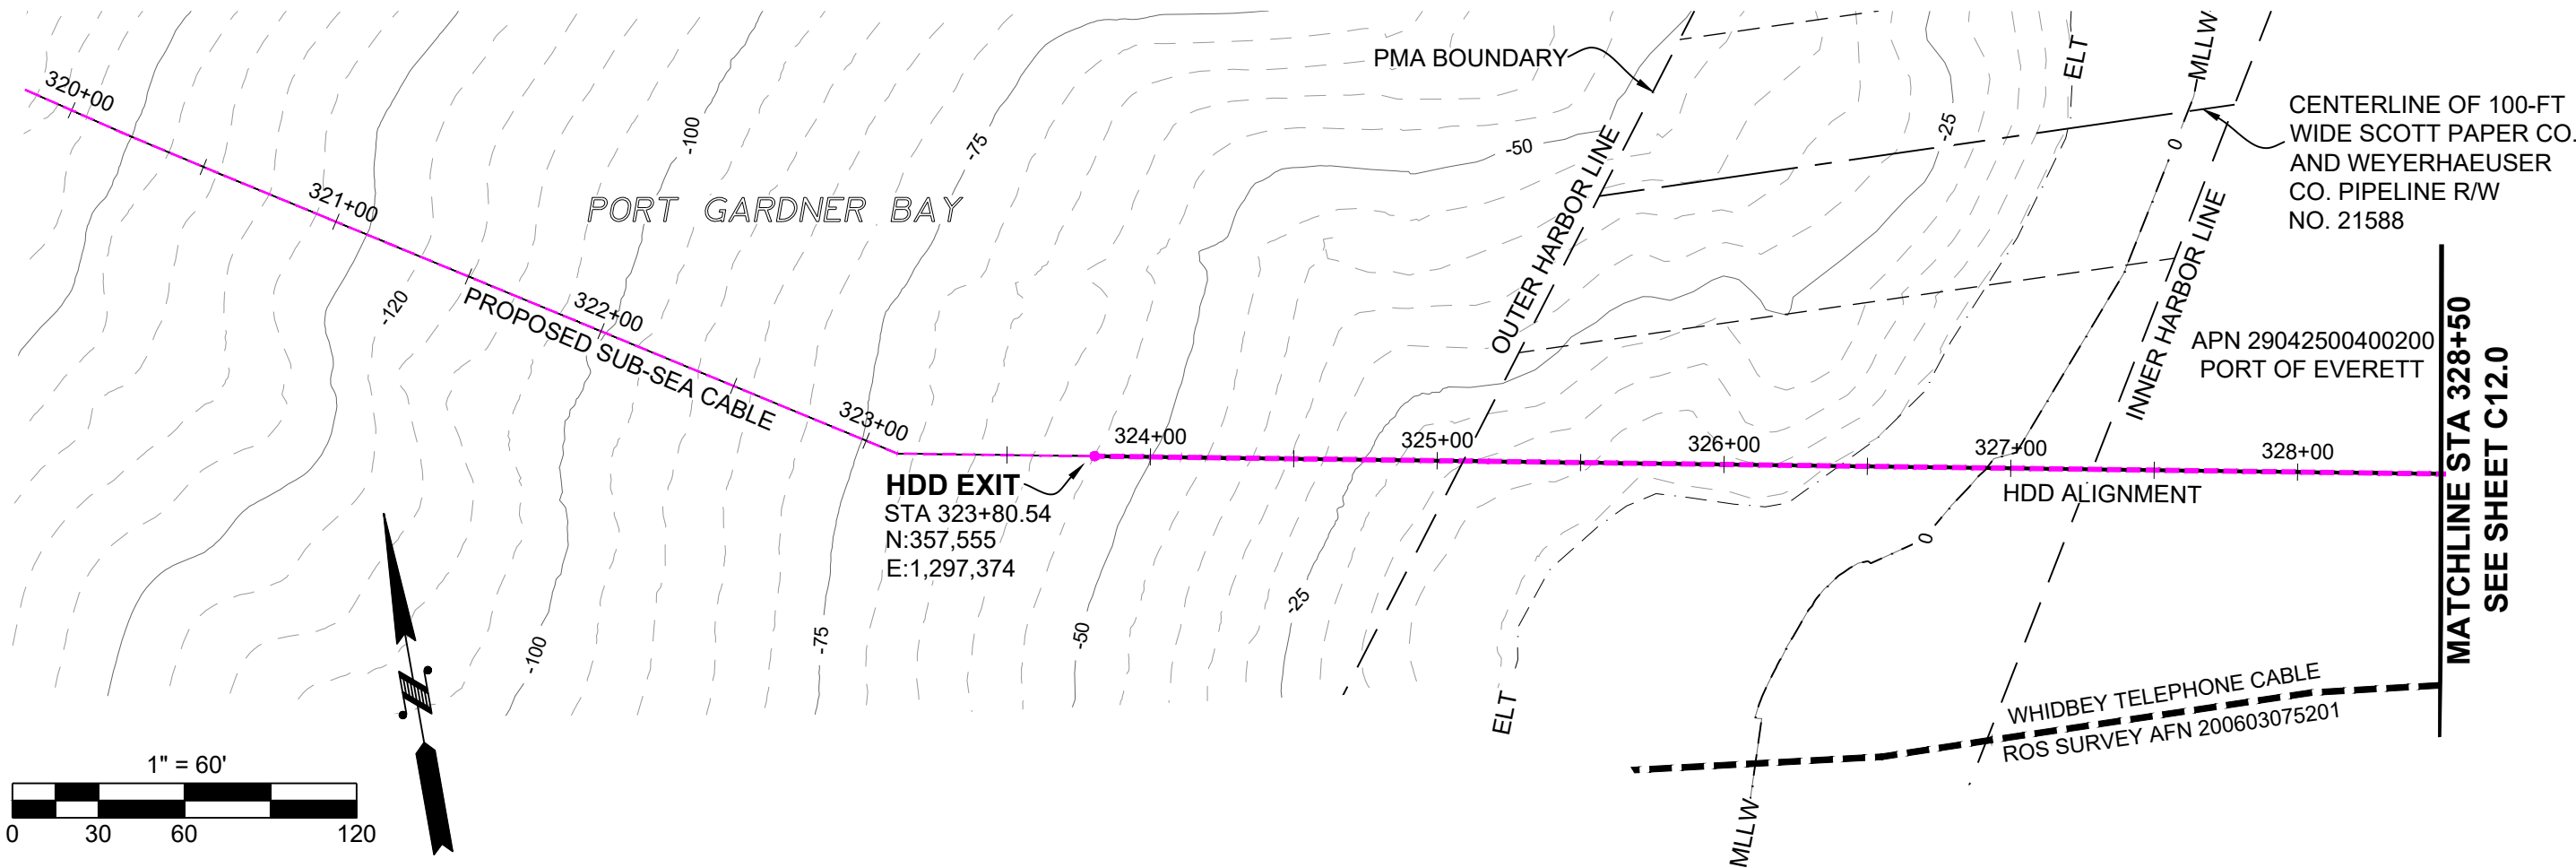 320+00
321+00
322+00
323+00
324+00
325+00
326+00
327+00
328+00
PORT GARDNER BAY
PROPOSED SUB-SEA CABLE
-120
-100
-100
-75
-75
-50
-50
-25
-25
0
0
PMA BOUNDARY
OUTER HARBOR LINE
ELT
ELT
MLLW
MLLW
INNER HARBOR LINE
CENTERLINE OF 100-FT
WIDE SCOTT PAPER CO.
AND WEYERHAEUSER
CO. PIPELINE R/W
NO. 21588
APN 29042500400200
PORT OF EVERETT
MATCHLINE STA 328+50
SEE SHEET C12.0
HDD EXIT
STA 323+80.54
N:357,555
E:1,297,374
HDD ALIGNMENT
WHIDBEY TELEPHONE CABLE
ROS SURVEY AFN 200603075201
N
1" = 60'
0 30 60 120